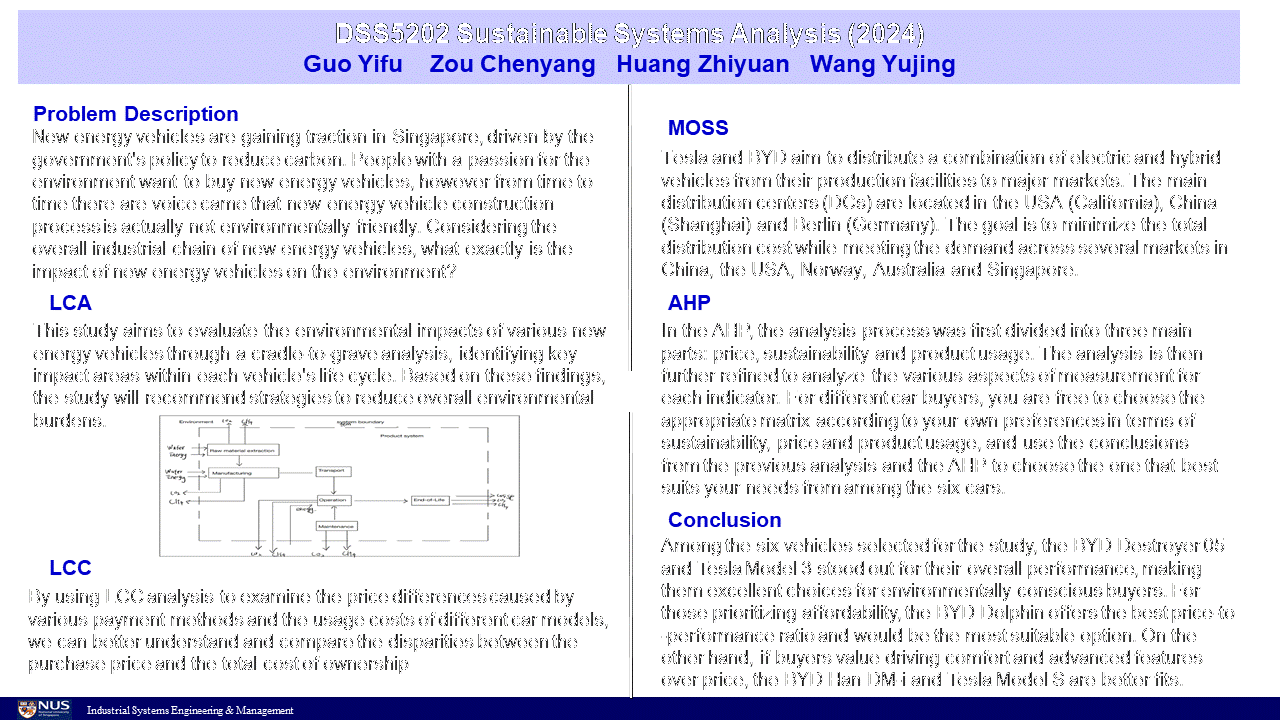 DSS5202 Sustainable Systems Analysis (2024)
Guo Yifu Zou Chenyang Huang Zhiyuan Wang Yujing
Problem Description
New energy vehicles are gaining traction in Singapore, driven by the
government's policy to reduce carbon. People with a passion for the
environment want to buy new energy vehicles, however from time to
time there are voice came that new energy vehicle construction
process is actually not environmentally friendly. Considering the
overall industrial chain of new energy vehicles, what exactly is the
impact of new energy vehicles on the environment?
LCA
This study aims to evaluate the environmental impacts of various new
energy vehicles through a cradle-to-grave analysis, identifying key
impact areas within each vehicle's life cycle. Based on these findings,
the study will recommend strategies to reduce overall environmental
burdens.
Environment
CH4
system boundary
Product system
Water
Energy
Raw material extraction
Water
Energy
Manufacturing
Transport
CO2
CH4
Operation
End-of-Life
energy
Maintenance
CO2 CH4 CO2 CH4
LCC
By using LCC analysis to examine the price differences caused by
various payment methods and the usage costs of different car models,
we can better understand and compare the disparities between the
purchase price and the total cost of ownership
MOSS
Tesla and BYD aim to distribute a combination of electric and hybrid
vehicles from their production facilities to major markets. The main
distribution centers (DCs) are located in the USA (California), China
(Shanghai) and Berlin (Germany). The goal is to minimize the total
distribution cost while meeting the demand across several markets in
China, the USA, Norway, Australia and Singapore.
AHP
In the AHP, the analysis process was first divided into three main
parts: price, sustainability and product usage. The analysis is then
further refined to analyze the various aspects of measurement for
each indicator. For different car buyers, you are free to choose the
appropriate matrix according to your own preferences in terms of
sustainability, price and product usage, and use the conclusions
from the previous analysis and the AHP to choose the one that best
suits your needs from among the six cars.
Conclusion
Among the six vehicles selected for the study, the BYD Destroyer 05
and Tesla Model 3 stood out for their overall performance, making
them excellent choices for environmentally conscious buyers. For
those prioritizing affordability, the BYD Dolphin offers the best price-to
-performance ratio and would be the most suitable option. On the
other hand, if buyers value driving comfort and advanced features
over price, the BYD Han DM-i and Tesla Model S are better fits.
NUS
National University
of Singapore
Industrial Systems Engineering & Management